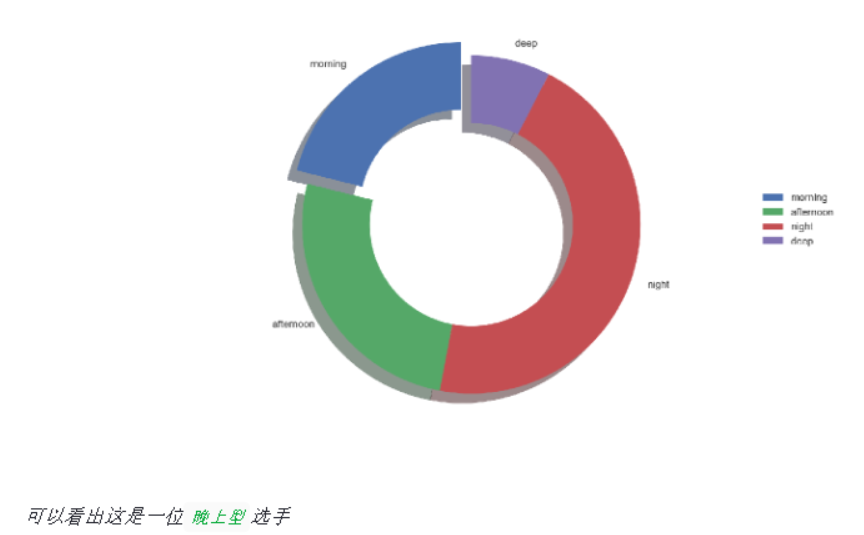 deep
morning
morning
afternoon
night
deep
night
afternoon
可以看出这是一位 晚上型 选手